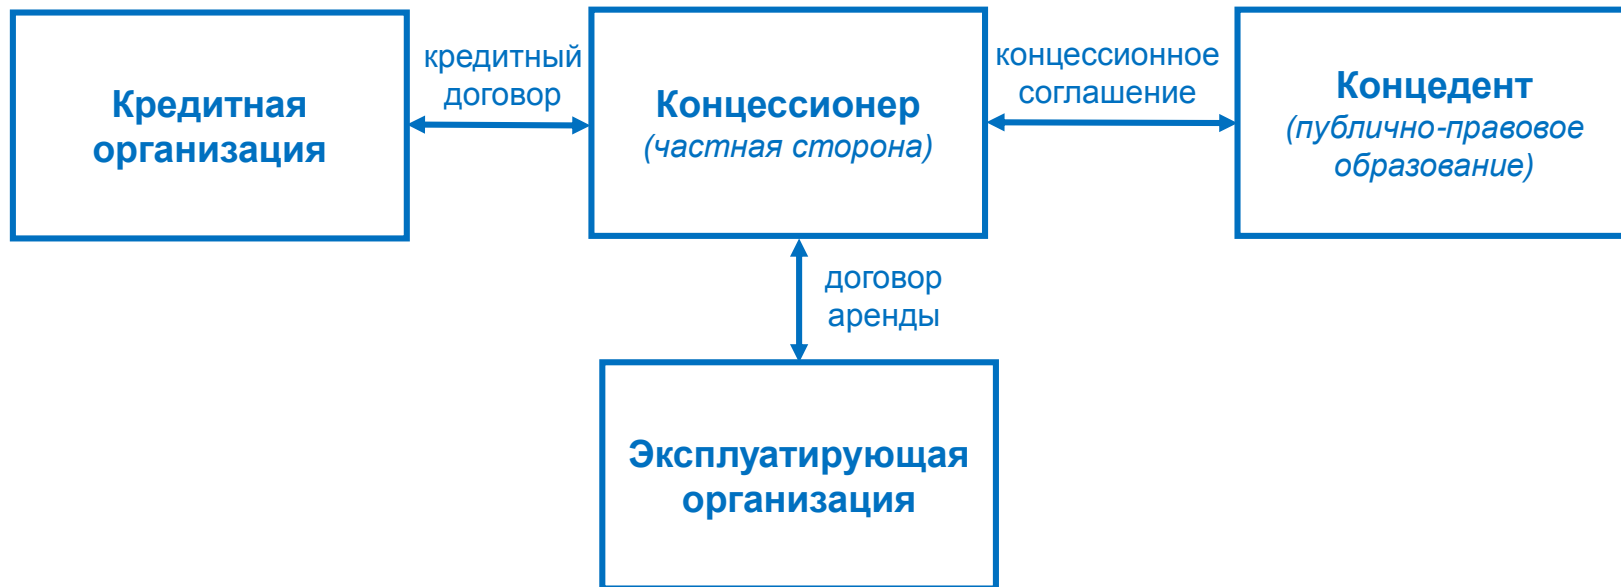 Кредитная
организация
кредитный
договор
Концессионер
(частная сторона)
концессионное
соглашение
Концедент
(публично-правовое
образование)
договор
аренды
Эксплуатирующая
организация